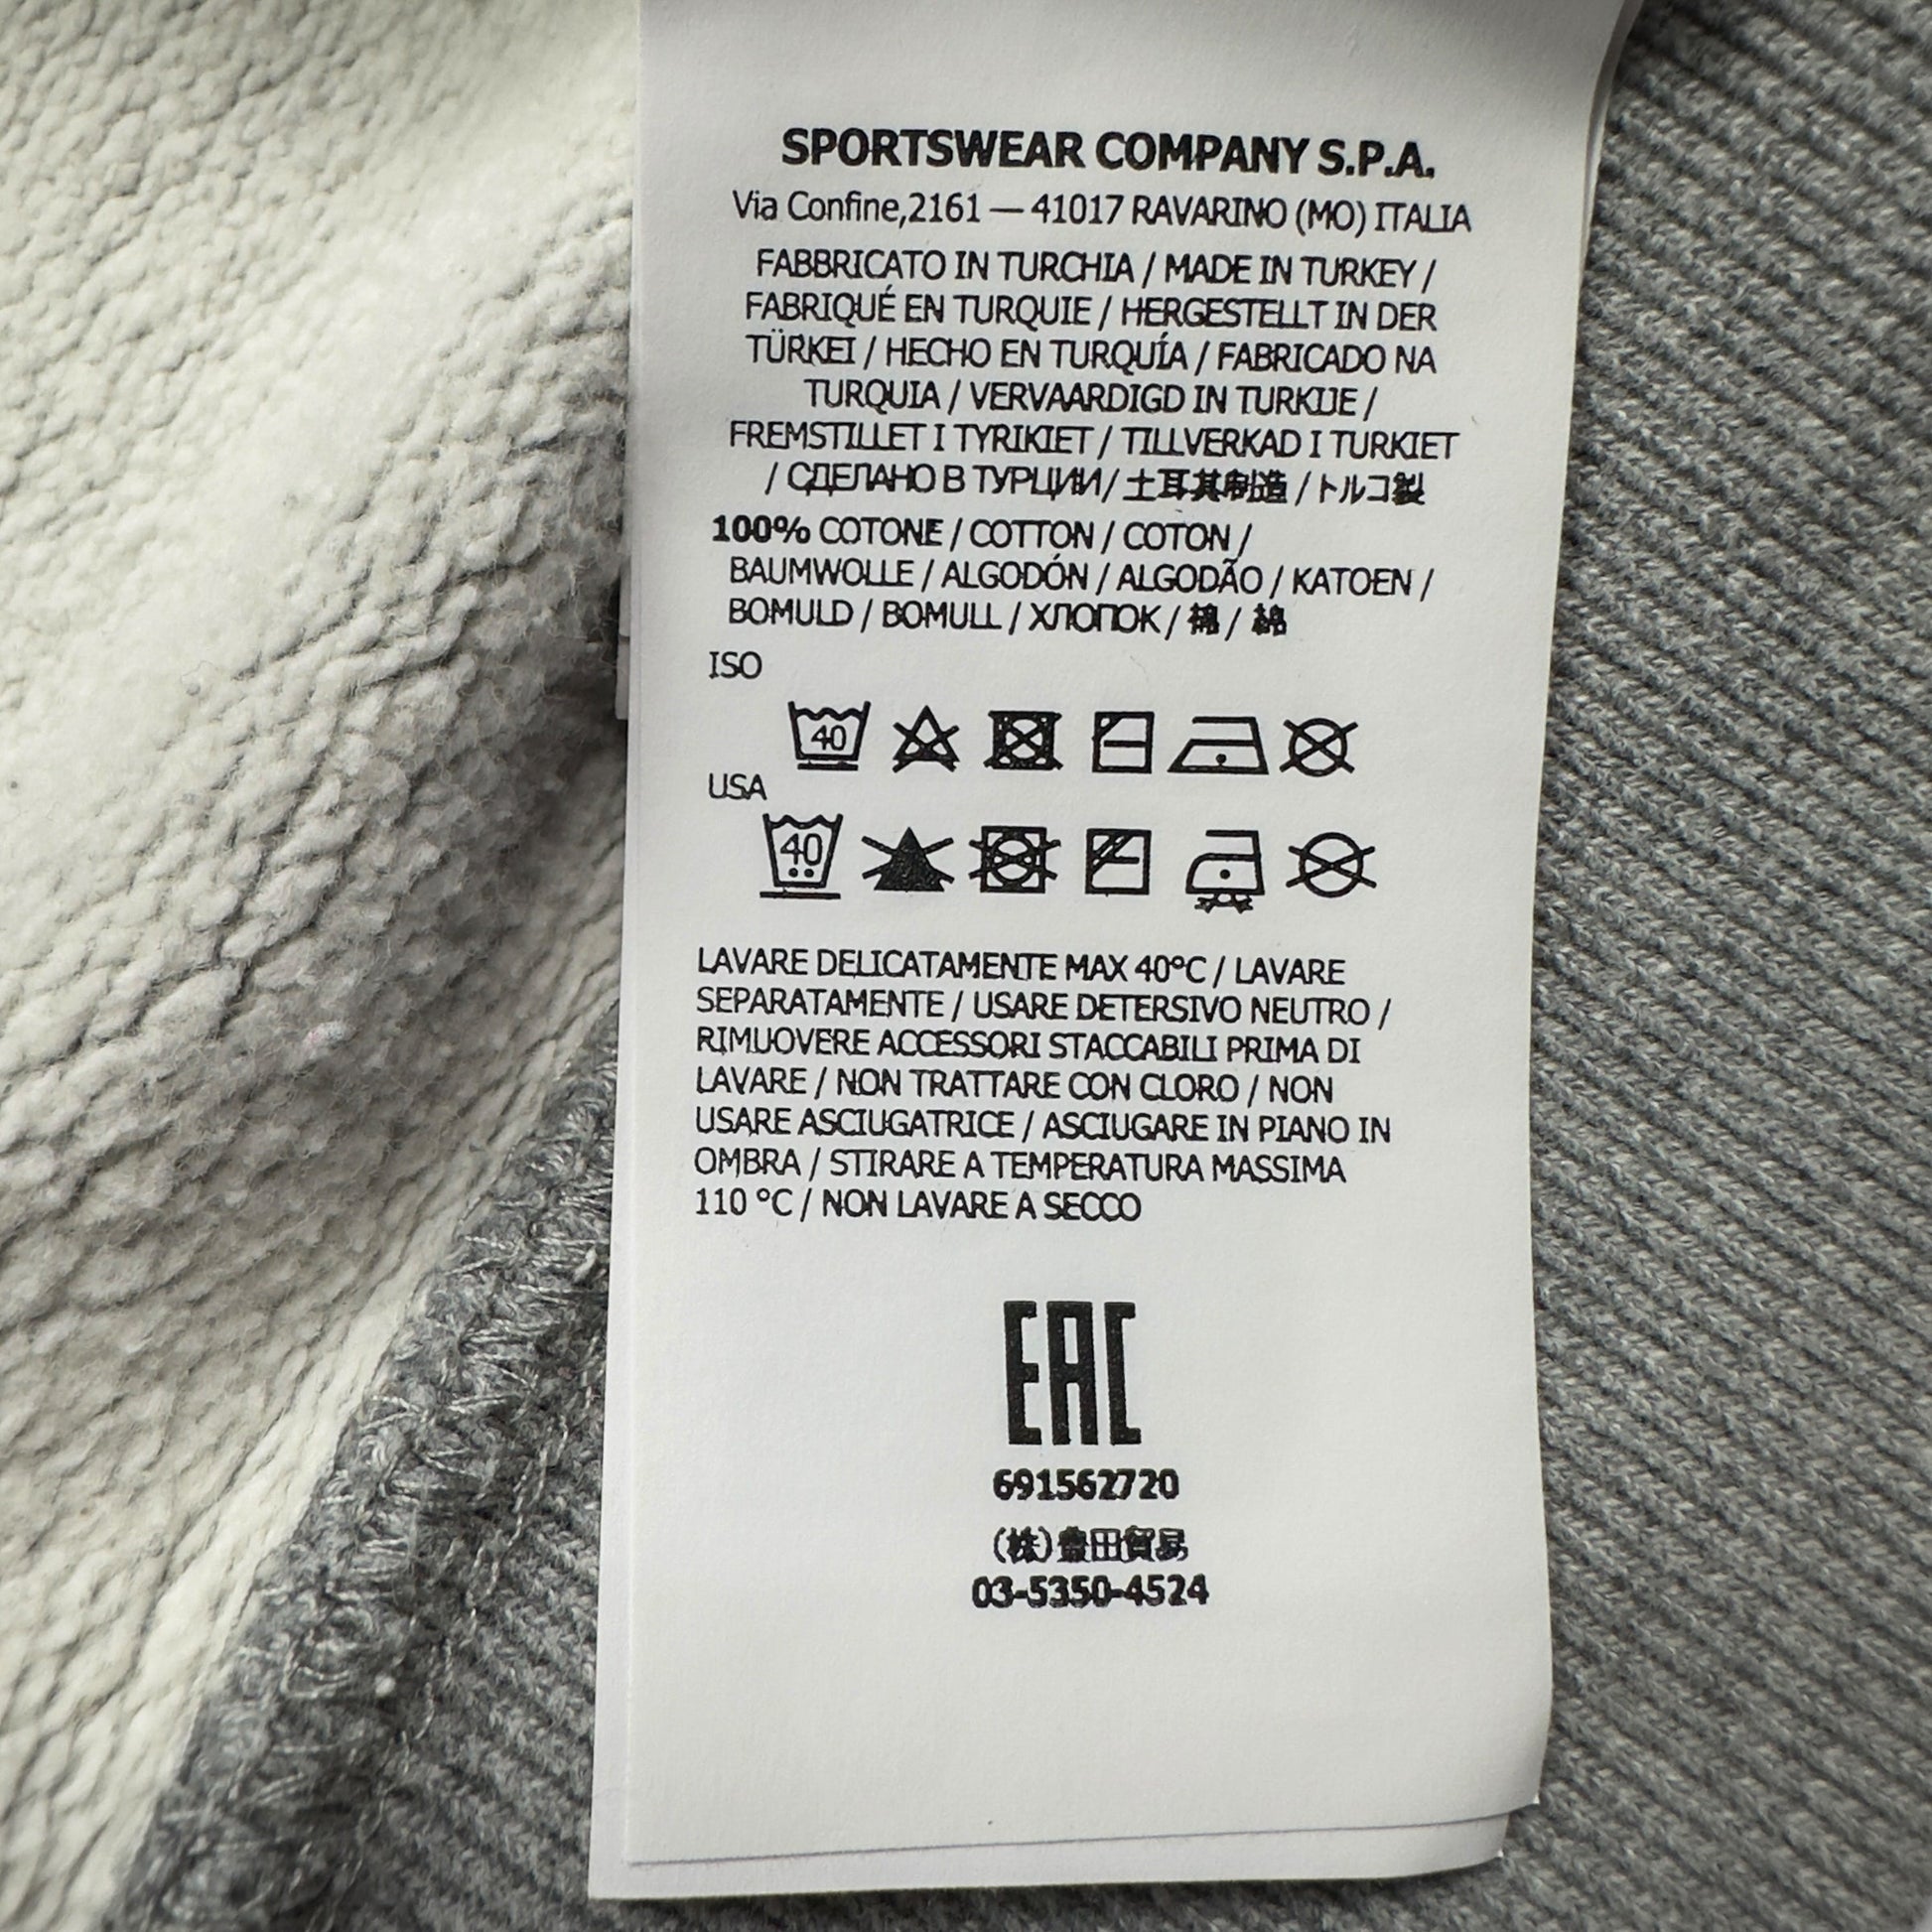 SPORTSWEAR COMPANY S.P.A.
Via Confine,2161 — 41017 RAVARINO (MO) ITALIA
FABBRICATO IN TURCHIA / MADE IN TURKEY /
FABRIQUÉ EN TURQUIE / HERGESTELLT IN DER
TÜRKEI / HECHO EN TURQUÍA / FABRICADO NA
TURQUIA / VERVAARDIGD IN TURKIJE /
FREMSTILLET I TYRIKIET / TILLVERKAD I TURKIET
/ СДЕЛАНО В ТУРЦИИ / 土耳其制造 / トルコ製
100% COTONE / COTTON / COTON /
BAUMWOLLE / ALGODÓN / ALGODÃO / KATOEN /
BOMULD / BOMULL / ХЛОПОК / 棉 / 綿
ISO
40
USA
40
LAVARE DELICATAMENTE MAX 40°C / LAVARE
SEPARATAMENTE / USARE DETERSIVO NEUTRO /
RIMUOVERE ACCESSORI STACCABILI PRIMA DI
LAVARE / NON TRATTARE CON CLORO / NON
USARE ASCIUGATRICE / ASCIUGARE IN PIANO IN
OMBRA / STIRARE A TEMPERATURA MASSIMA
110 °C / NON LAVARE A SECCO
EAC
691562720
(株)豊田貿易
03-5350-4524